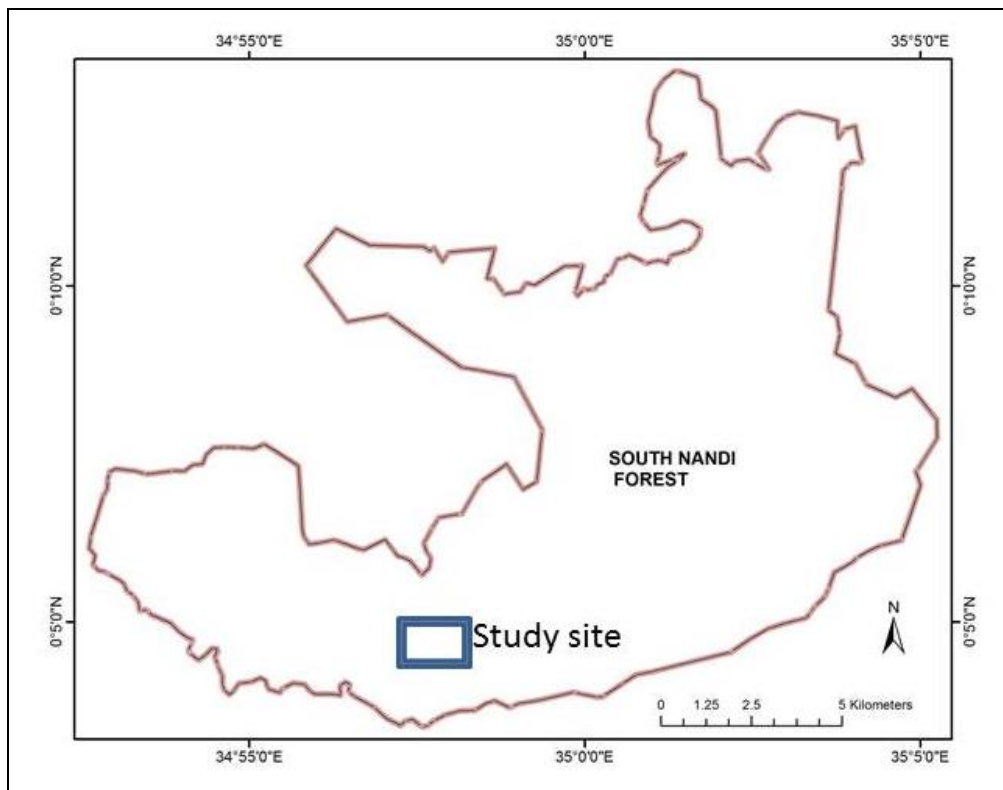 34°55'0"E 35°0'0"E 35°5'0"E
0°10'0"N 0°10'0"N
SOUTH NANDI
FOREST
0°5'0"N 0°5'0"N
Study site
N
0 1.25 2.5 5 Kilometers
34°55'0"E 35°0'0"E 35°5'0"E